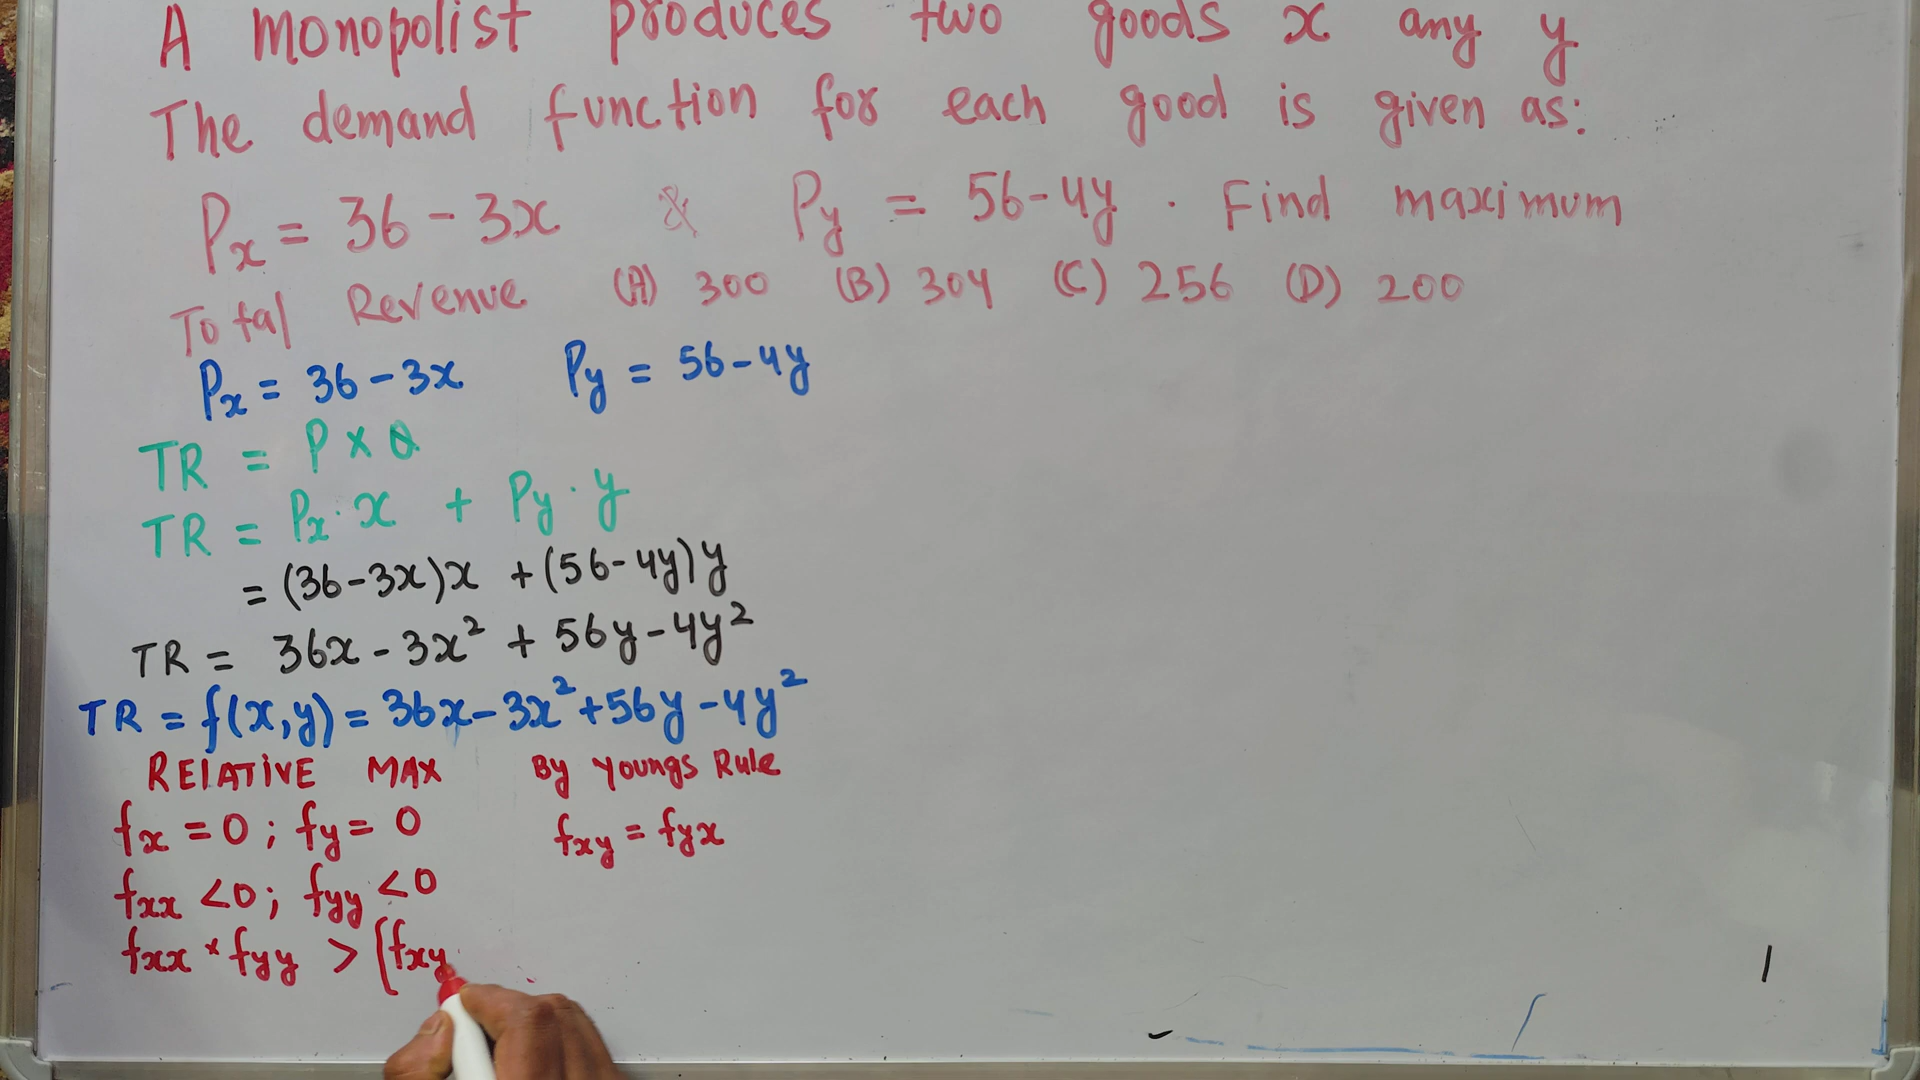 A monopolist produces two goods x any y
The demand function for each good is given as:
Px = 36 - 3x & Py = 56-4y . Find maximum
Total Revenue (A) 300 (B) 304 (C) 256 (D) 200
Px = 36-3x Py = 56-4y
TR = P × Q
TR = Px·x + Py·y
= (36-3x)x + (56-4y)y
TR = 36x - 3x² + 56y - 4y²
TR = f(x,y) = 36x - 3x² + 56y - 4y²
RElATiVE MAX By Youngs Rule
fx = 0 ; fy = 0 fxy = fyx
fxx <0; fyy <0
fxx * fyy > [fxy